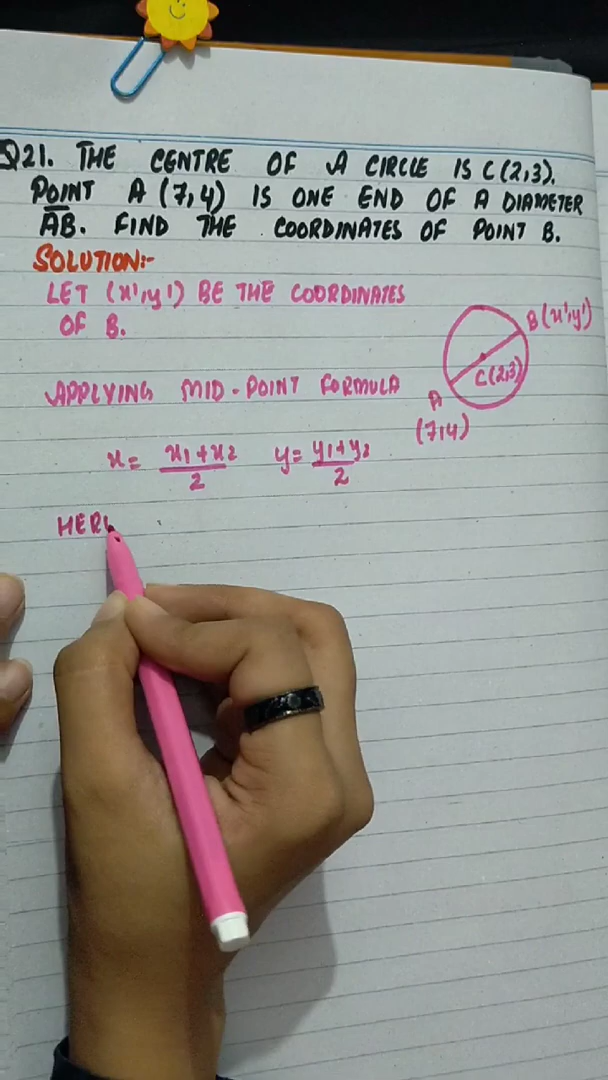 Q21. THE CENTRE OF A CIRCLE IS C(2,3).
POINT A (7,4) IS ONE END OF A DIAMETER
AB. FIND THE COORDINATES OF POINT B.
SOLUTION:-
LET (x',y') BE THE COORDINATES
OF B.
B(x',y')
C(2,3)
APPLYING MID-POINT FORMULA
A
(7,4)
x = x1+x2/2 y = y1+y2/2
HER